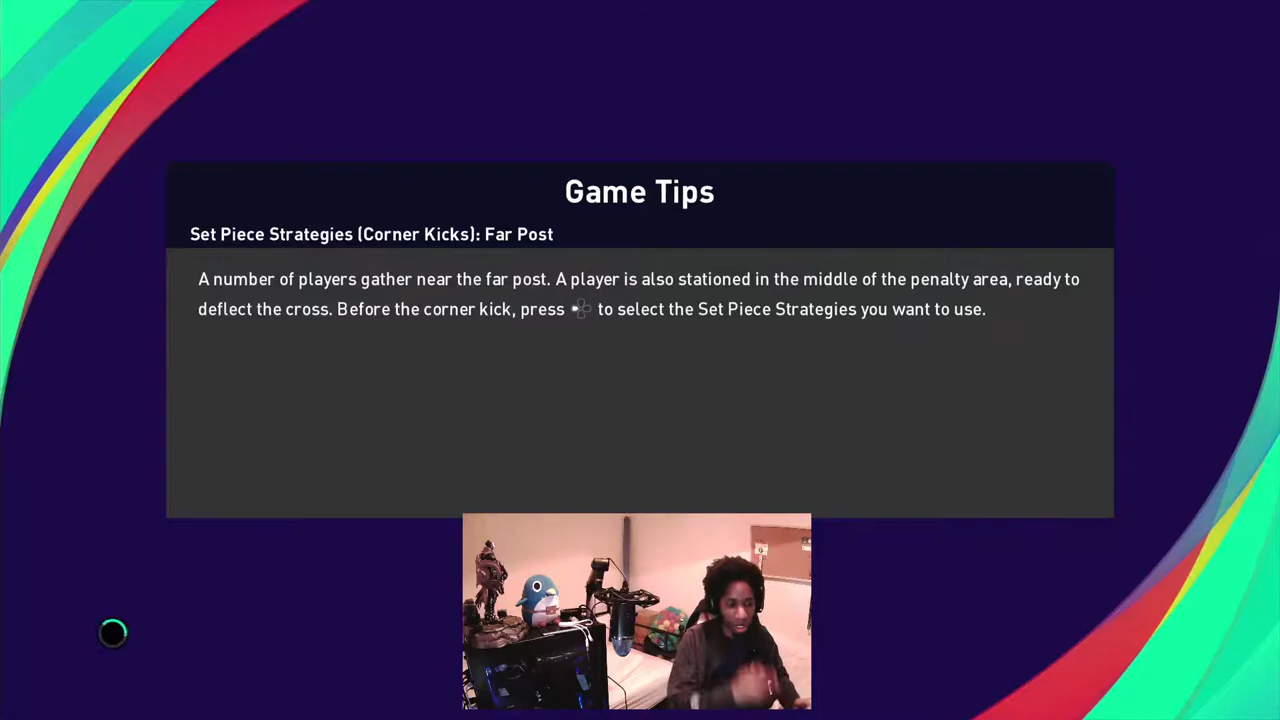 Game Tips
Set Piece Strategies (Corner Kicks): Far Post
A number of players gather near the far post. A player is also stationed in the middle of the penalty area, ready to
deflect the cross. Before the corner kick, press to select the Set Piece Strategies you want to use.